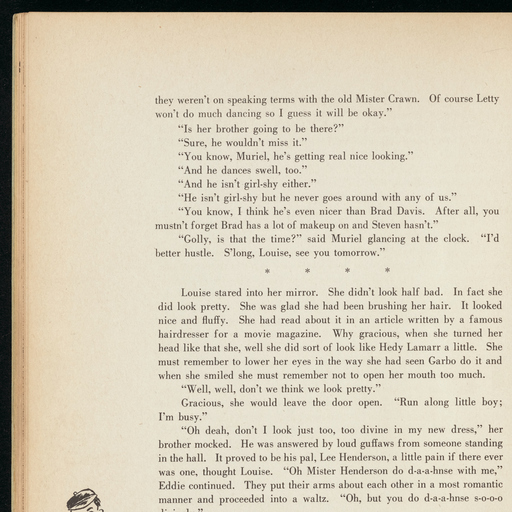 they weren't on speaking terms with the old Mister Crawn. Of course Letty
won't do much dancing so I guess it will be okay."
"Is her brother going to be there?"
"Sure, he wouldn't miss it."
"You know, Muriel, he's getting real nice looking."
"And he dances swell, too."
"And he isn't girl-shy either."
"He isn't girl-shy but he never goes around with any of us."
"You know, I think he's even nicer than Brad Davis. After all, you
mustn't forget Brad has a lot of makeup on and Steven hasn't."
"Golly, is that the time?" said Muriel glancing at the clock. "I'd
better hustle. S'long, Louise, see you tomorrow."
* * * *
Louise stared into her mirror. She didn't look half bad. In fact she
did look pretty. She was glad she had been brushing her hair. It looked
nice and fluffy. She had read about it in an article written by a famous
hairdresser for a movie magazine. Why gracious, when she turned her
head like that she, well she did sort of look like Hedy Lamarr a little. She
must remember to lower her eyes in the way she had seen Garbo do it and
when she smiled she must remember not to open her mouth too much.
"Well, well, don't we think we look pretty."
Gracious, she would leave the door open. "Run along little boy;
I'm busy."
"Oh deah, don't I look just too, too divine in my new dress," her
brother mocked. He was answered by loud guffaws from someone standing
in the hall. It proved to be his pal, Lee Henderson, a little pain if there ever
was one, thought Louise. "Oh Mister Henderson do d-a-a-hnse with me,"
Eddie continued. They put their arms about each other in a most romantic
manner and proceeded into a waltz. "Oh, but you do d-a-a-hnse s-o-o-o